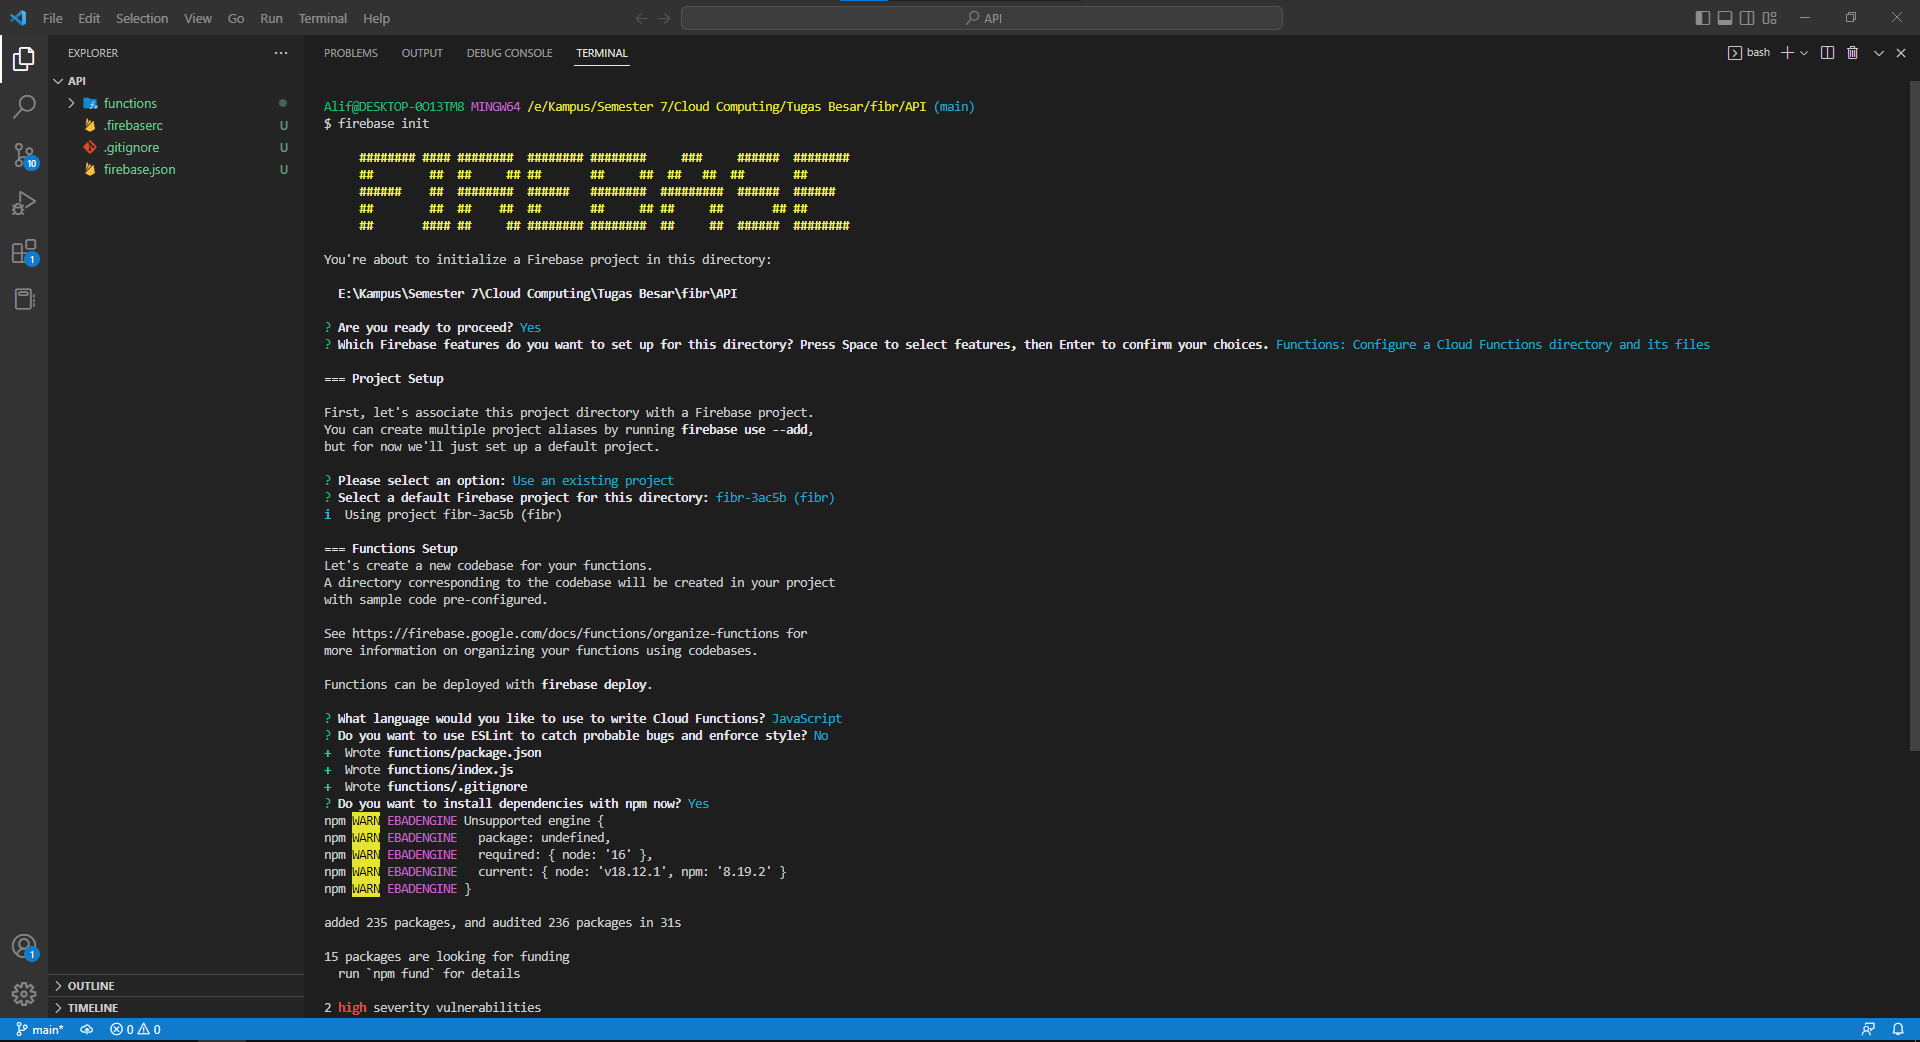 File Edit Selection View Go Run Terminal Help
API
EXPLORER
API
functions
.firebaserc U
.gitignore U
firebase.json U
10
1
1
OUTLINE
TIMELINE
PROBLEMS OUTPUT DEBUG CONSOLE TERMINAL
bash
Alif@DESKTOP-0O13TM8 MINGW64 /e/Kampus/Semester 7/Cloud Computing/Tugas Besar/fibr/API (main)
$ firebase init
######## #### ########  ######## ########     ###     ######  ########
##        ##  ##     ## ##       ##     ##  ##   ##  ##       ##
######    ##  ########  ######   ########  #########  ######  ######
##        ##  ##    ##  ##       ##     ## ##     ##       ## ##
##       #### ##     ## ######## ########  ##     ##  ######  ########
You're about to initialize a Firebase project in this directory:
E:\Kampus\Semester 7\Cloud Computing\Tugas Besar\fibr\API
? Are you ready to proceed? Yes
? Which Firebase features do you want to set up for this directory? Press Space to select features, then Enter to confirm your choices. Functions: Configure a Cloud Functions directory and its files
=== Project Setup
First, let's associate this project directory with a Firebase project.
You can create multiple project aliases by running firebase use --add,
but for now we'll just set up a default project.
? Please select an option: Use an existing project
? Select a default Firebase project for this directory: fibr-3ac5b (fibr)
i  Using project fibr-3ac5b (fibr)
=== Functions Setup
Let's create a new codebase for your functions.
A directory corresponding to the codebase will be created in your project
with sample code pre-configured.
See https://firebase.google.com/docs/functions/organize-functions for
more information on organizing your functions using codebases.
Functions can be deployed with firebase deploy.
? What language would you like to use to write Cloud Functions? JavaScript
? Do you want to use ESLint to catch probable bugs and enforce style? No
+  Wrote functions/package.json
+  Wrote functions/index.js
+  Wrote functions/.gitignore
? Do you want to install dependencies with npm now? Yes
npm WARN EBADENGINE Unsupported engine {
npm WARN EBADENGINE   package: undefined,
npm WARN EBADENGINE   required: { node: '16' },
npm WARN EBADENGINE   current: { node: 'v18.12.1', npm: '8.19.2' }
npm WARN EBADENGINE }
added 235 packages, and audited 236 packages in 31s
15 packages are looking for funding
run `npm fund` for details
2 high severity vulnerabilities
main* 0 0